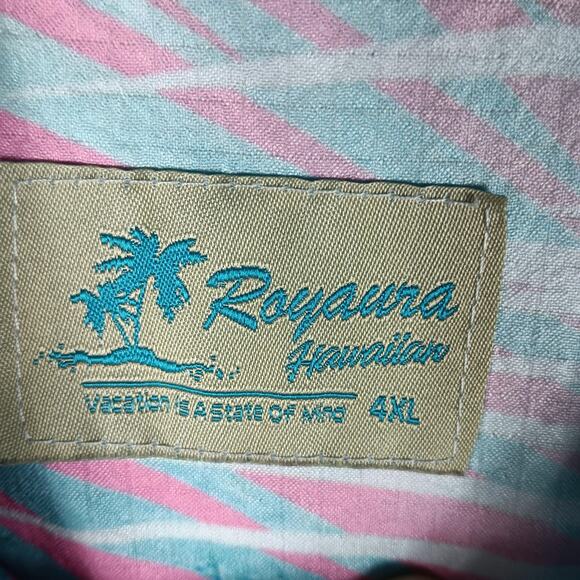 Royaura
Hawaiian
Vacation Is A State Of Mind 4XL